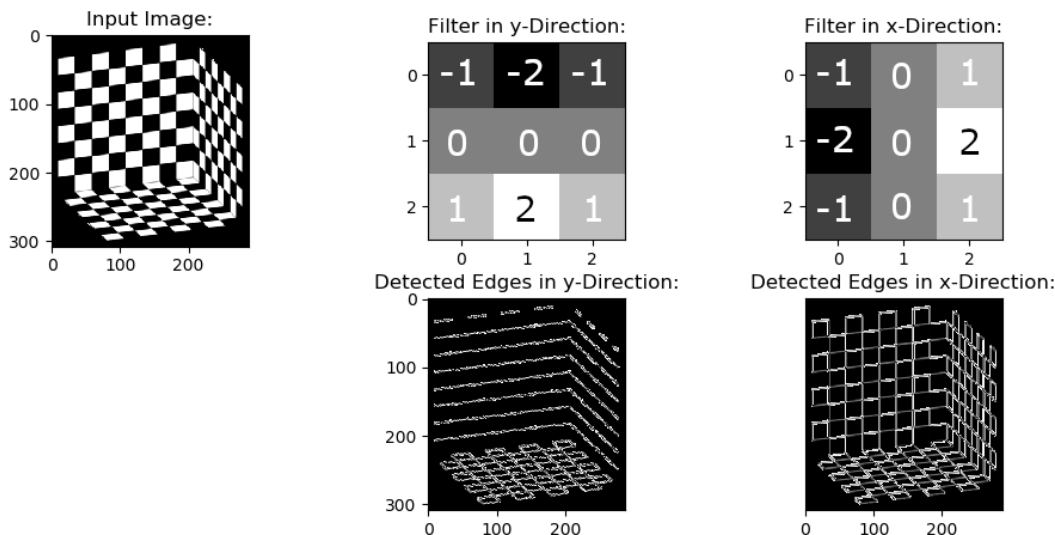 Input Image:
0
100
200
300
0 100 200
Filter in y-Direction:
0
1
2
-1 -2 -1
0 0 0
1 2 1
0 1 2
Filter in x-Direction:
0
1
2
-1 0 1
-2 0 2
-1 0 1
0 1 2
Detected Edges in y-Direction:
0
100
200
300
0 100 200
Detected Edges in x-Direction:
0 100 200